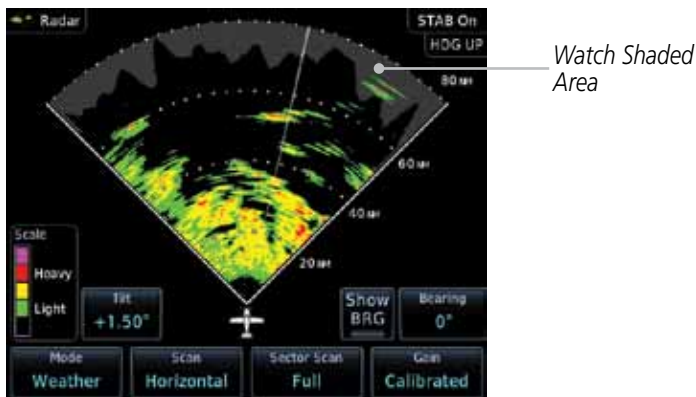 Radar
STAB On
HDG UP
Watch Shaded
Area
80 NM
60 NM
40 NM
20 NM
Scale
Heavy
Light
Tilt
+1.50°
Show
BRG
Bearing
0°
Mode
Weather
Scan
Horizontal
Sector Scan
Full
Gain
Calibrated